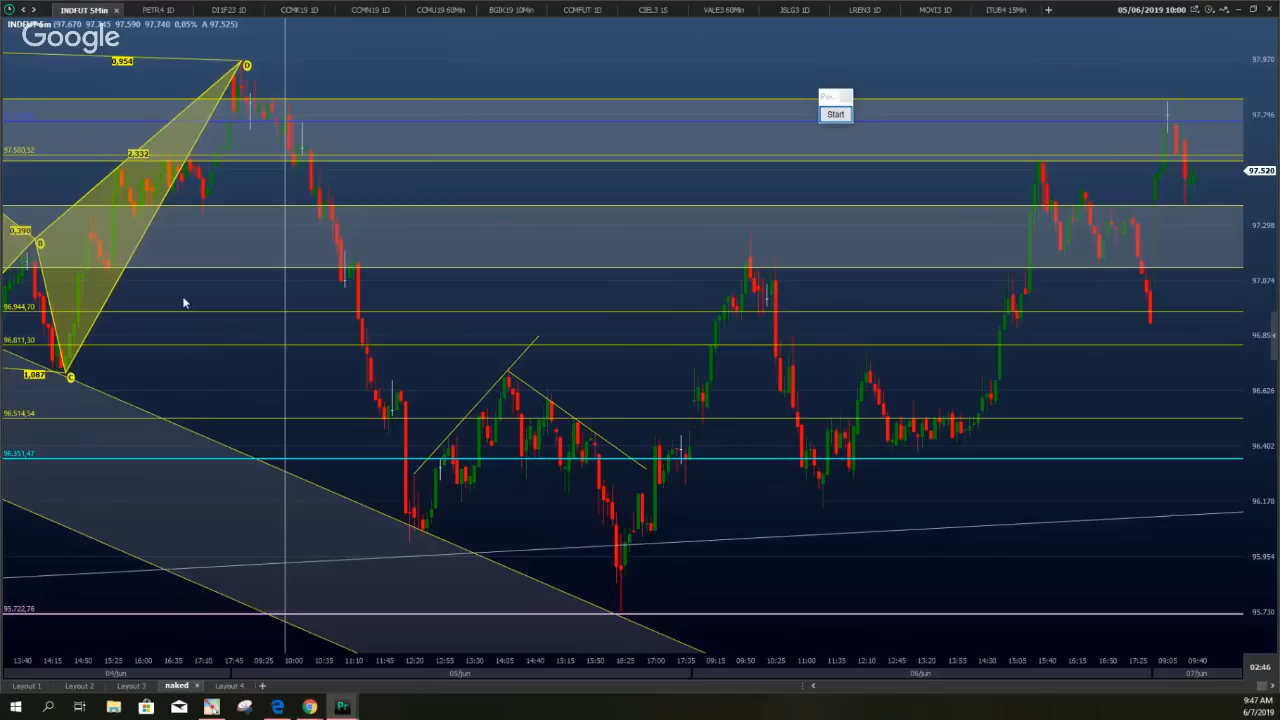 INDFUT 5Min × PETR4 1D DI1F23 1D CCMK19 1D CCMN19 1D CCMU19 60Min BGIK19 10Min CCMFUT 1D CIEL3 1S VALE3 60Min JSLG3 1D LREN3 1D MOVI3 1D ITUB4 15Min + 05/06/2019 10:00
INDFUT 5m (97.670 97.745 97.590 97.740 0,05% A 97.525)
Google
0,954
D
97.970
Start
97.746
2,332
97.580,52
97.520
0,390
B
97.298
97.074
96.944,70
96.811,30
1,087
C
96.626
96.514,54
96.402
96.351,47
96.178
95.954
95.722,76
95.730
13:40 14:15 14:50 15:25 16:00 16:35 17:10 17:45 09:25 10:00 10:35 11:10 11:45 12:20 12:55 13:30 14:05 14:40 15:15 15:50 16:25 17:00 17:35 09:15 09:50 10:25 11:00 11:35 12:10 12:45 13:20 13:55 14:30 15:05 15:40 16:15 16:50 17:25 09:05 09:40
02:46
04/jun 05/jun 06/jun 07/jun
Layout 1 Layout 2 Layout 3 naked × Layout 4 +
Pr
9:47 AM
6/7/2019